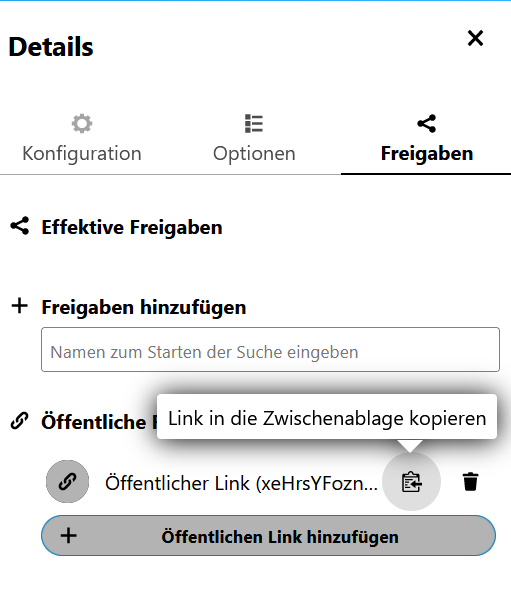 Details
Konfiguration
Optionen
Freigaben
Effektive Freigaben
Freigaben hinzufügen
Namen zum Starten der Suche eingeben
Öffentliche
Link in die Zwischenablage kopieren
Öffentlicher Link (xeHrsYFozn...
Öffentlichen Link hinzufügen